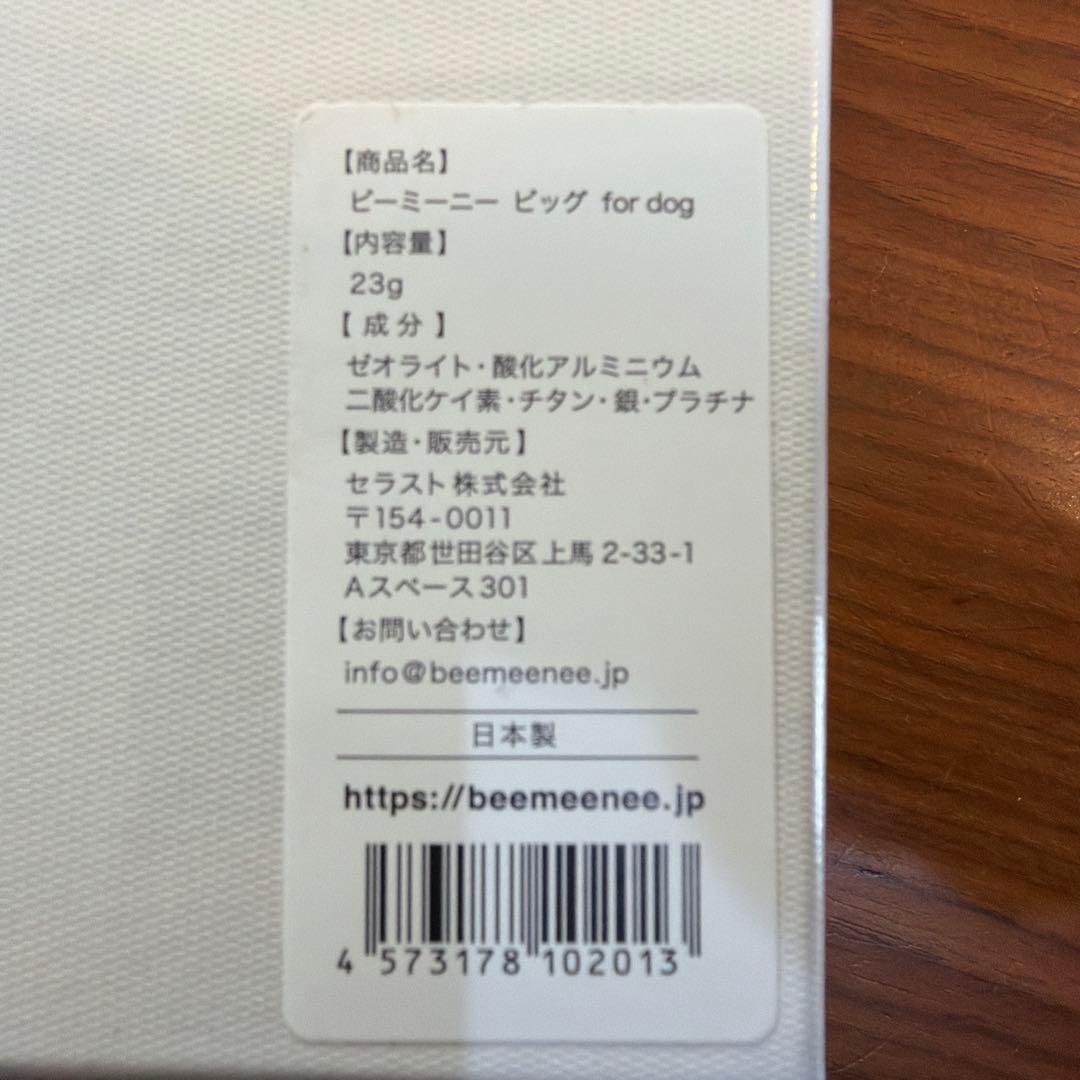 【商品名】
ビーミーニー ビッグ for dog
【内容量】
23g
【 成 分 】
ゼオライト・酸化アルミニウム
二酸化ケイ素・チタン・銀・プラチナ
【製造・販売元】
セラスト 株式会社
〒154-0011
東京都世田谷区上馬 2-33-1
Aスペース301
【お問い合わせ】
info@beemeenee.jp
日本製
https://beemeenee.jp
4 573178 102013